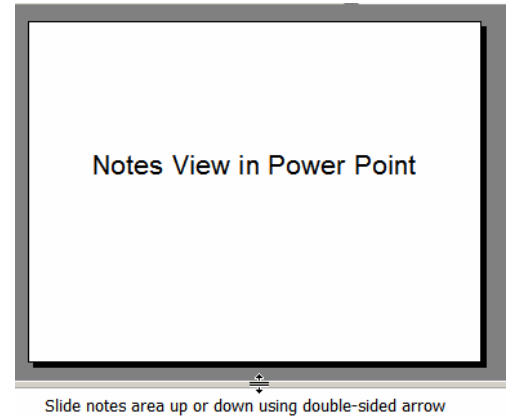 Notes View in Power Point
Slide notes area up or down using double-sided arrow